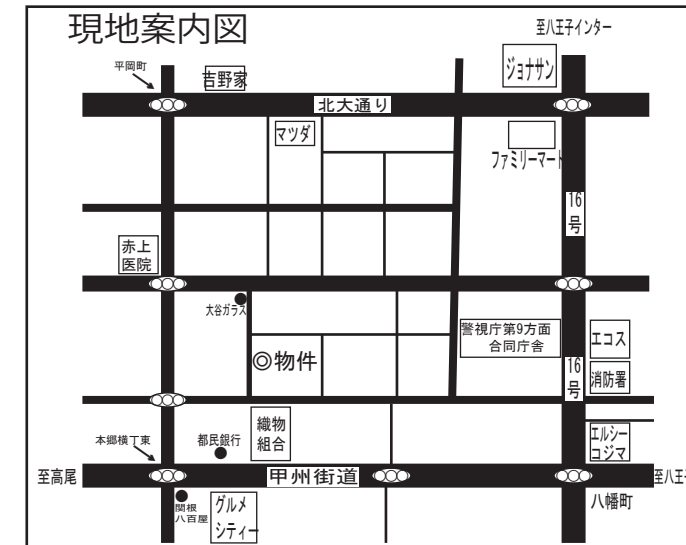 現地案内図
至八王子インター
平岡町
吉野家
ジョナサン
北大通り
マツダ
ファミリーマート
16
号
赤上
医院
大谷ガラス
警視庁第9方面
合同庁舎
エコス
◎物件
16
号
消防署
織物
組合
本郷横丁東
都民銀行
エルシー
コジマ
至高尾
甲州街道
至八王子
八幡町
関根
八百屋
グルメ
シティー